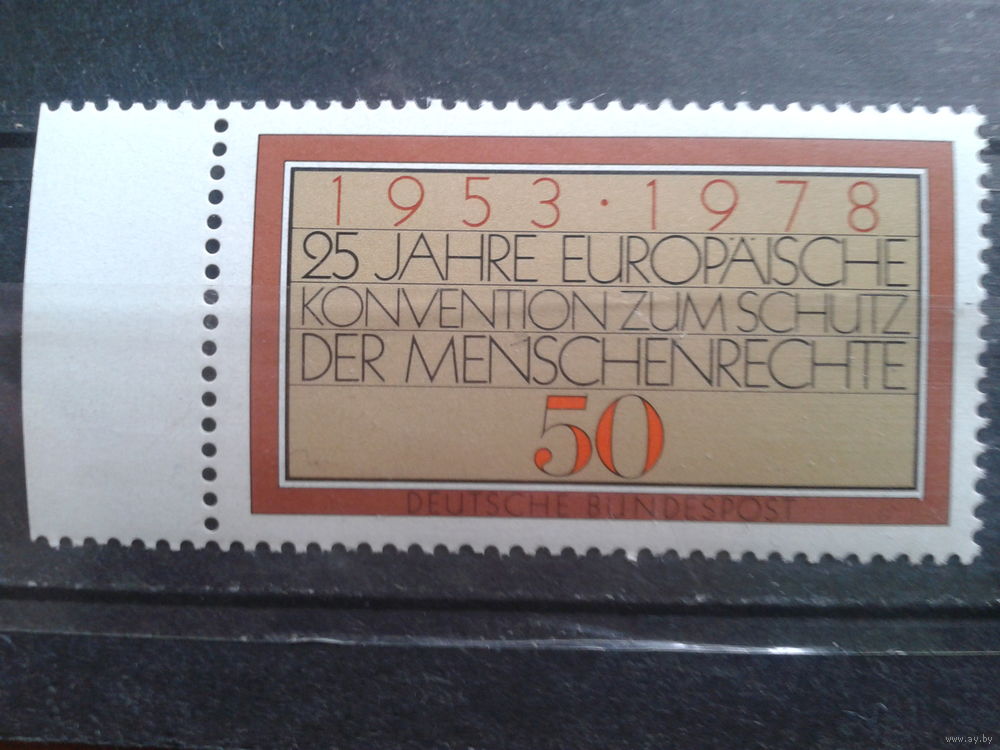 1953·1978
25 JAHRE EUROPÄISCHE
KONVENTION ZUM SCHUTZ
DER MENSCHENRECHTE
50
DEUTSCHE BUNDESPOST
www.ay.by